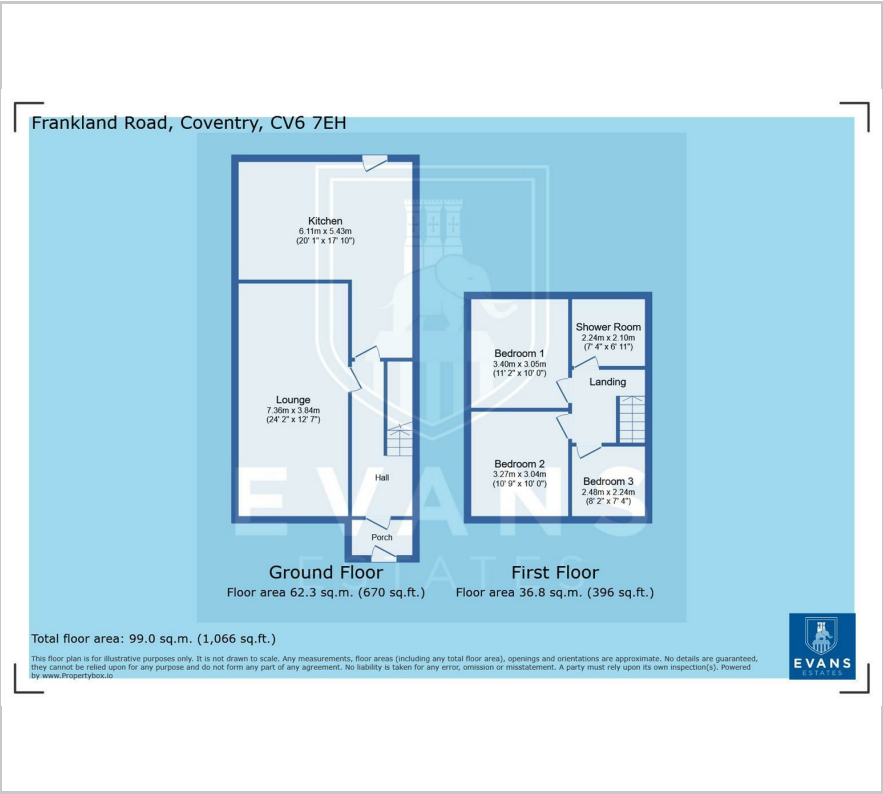 Frankland Road, Coventry, CV6 7EH
Kitchen
6.11m x 5.43m
(20' 1" x 17' 10")
Lounge
7.36m x 3.84m
(24' 2" x 12' 7")
Hall
Porch
Bedroom 1
3.40m x 3.05m
(11' 2" x 10' 0")
Shower Room
2.24m x 2.10m
(7' 4" x 6' 11")
Landing
Bedroom 2
3.27m x 3.04m
(10' 9" x 10' 0")
Bedroom 3
2.48m x 2.24m
(8' 2" x 7' 4")
EVANS
ESTATES
Ground Floor
Floor area 62.3 sq.m. (670 sq.ft.)
First Floor
Floor area 36.8 sq.m. (396 sq.ft.)
Total floor area: 99.0 sq.m. (1,066 sq.ft.)
This floor plan is for illustrative purposes only. It is not drawn to scale. Any measurements, floor areas (including any total floor area), openings and orientations are approximate. No details are guaranteed,
they cannot be relied upon for any purpose and do not form any part of any agreement. No liability is taken for any error, omission or misstatement. A party must rely upon its own inspection(s). Powered
by www.Propertybox.io
EVANS
ESTATES